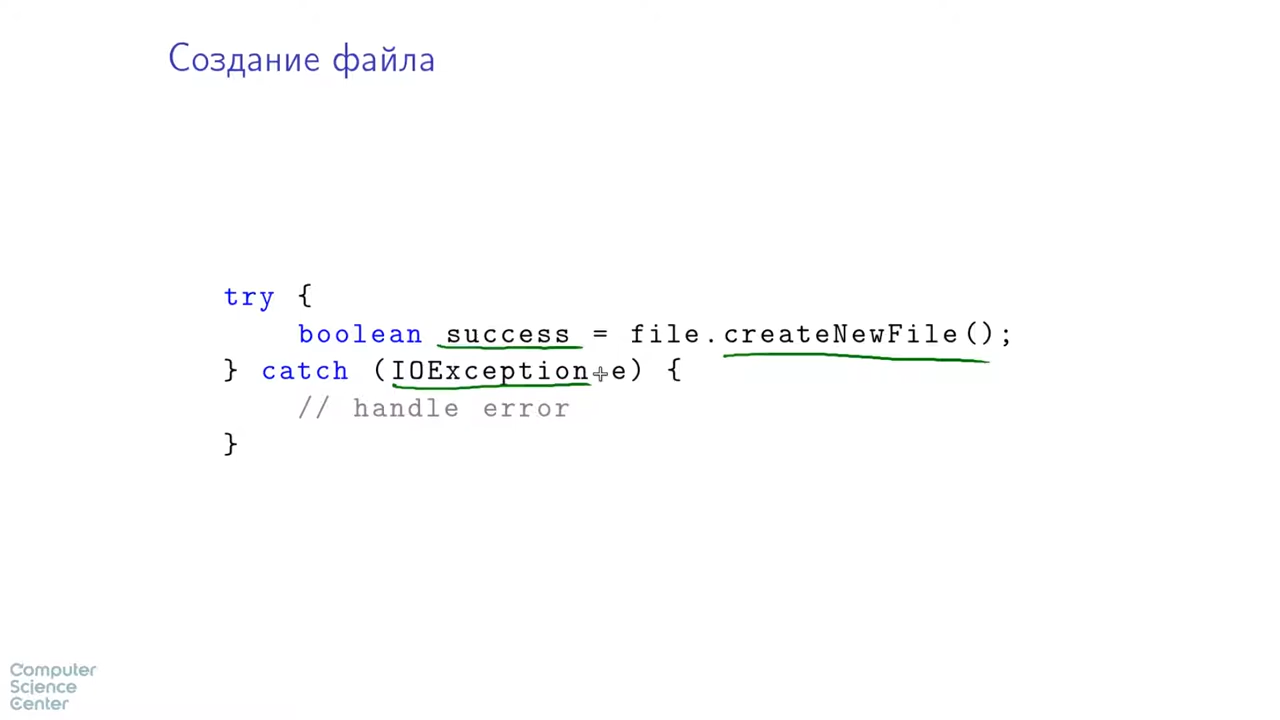 Создание файла
try {
boolean success = file.createNewFile();
} catch (IOException e) {
// handle error
}
Computer
Science
Center